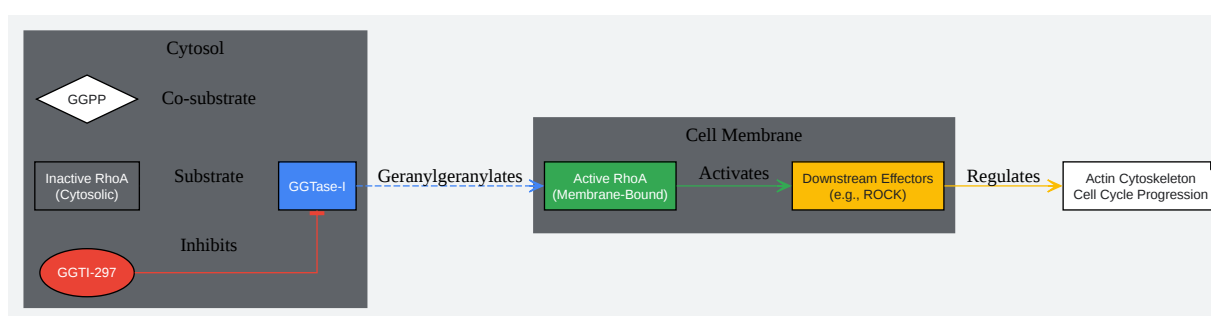 Cytosol
GGPP
Co-substrate
Inactive RhoA
(Cytosolic)
Substrate
GGTase-I
Inhibits
GGTI-297
Geranylgeranylates
Cell Membrane
Active RhoA
(Membrane-Bound)
Activates
Downstream Effectors
(e.g., ROCK)
Regulates
Actin Cytoskeleton
Cell Cycle Progression